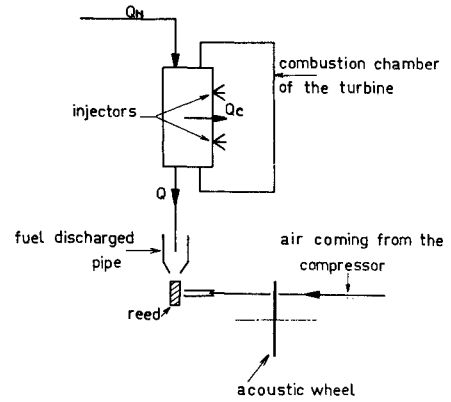 QM
combustion chamber
of the turbine
injectors
Qc
Q
fuel discharged
pipe
air coming from the
compressor
reed
acoustic wheel